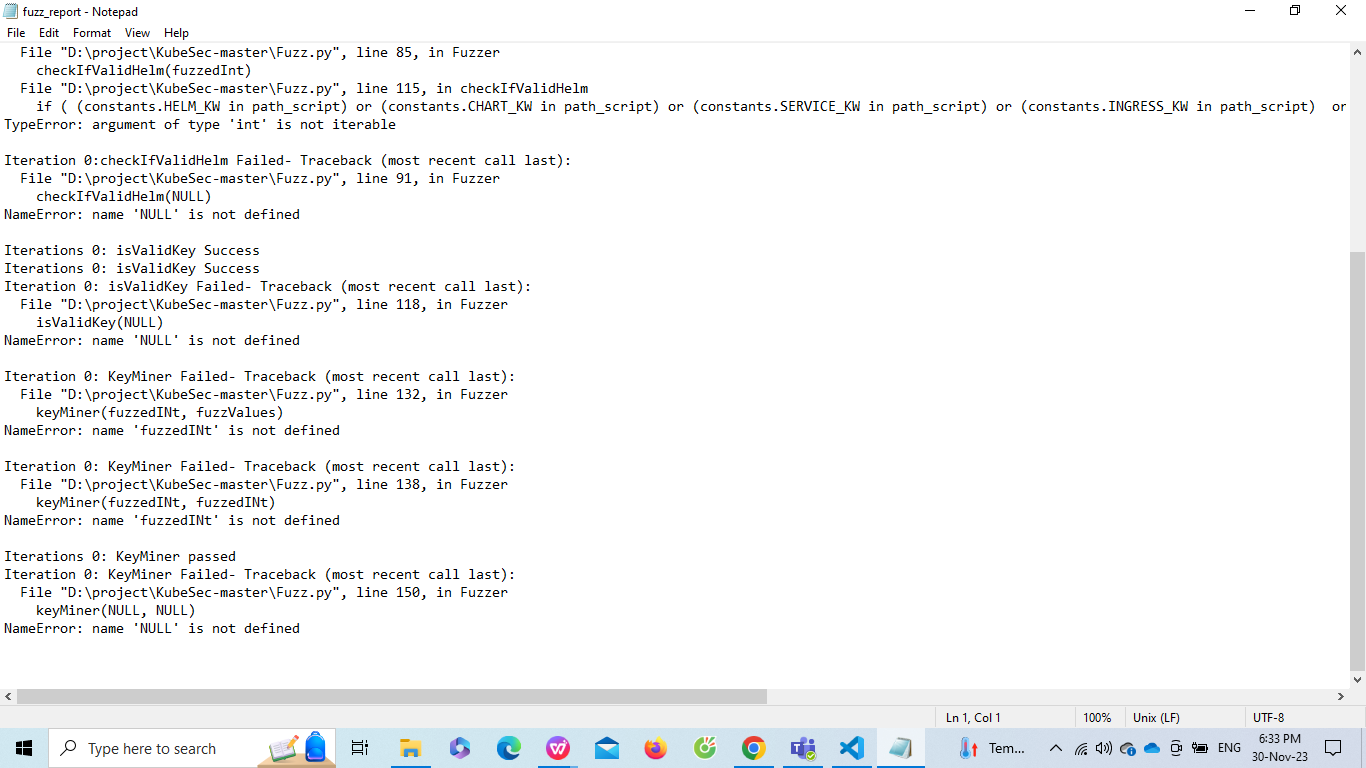 fuzz_report - Notepad
File Edit Format View Help
File "D:\project\KubeSec-master\Fuzz.py", line 85, in Fuzzer
checkIfValidHelm(fuzzedInt)
File "D:\project\KubeSec-master\Fuzz.py", line 115, in checkIfValidHelm
if ( (constants.HELM_KW in path_script) or (constants.CHART_KW in path_script) or (constants.SERVICE_KW in path_script) or (constants.INGRESS_KW in path_script)  or
TypeError: argument of type 'int' is not iterable
Iteration 0:checkIfValidHelm Failed- Traceback (most recent call last):
File "D:\project\KubeSec-master\Fuzz.py", line 91, in Fuzzer
checkIfValidHelm(NULL)
NameError: name 'NULL' is not defined
Iterations 0: isValidKey Success
Iterations 0: isValidKey Success
Iteration 0: isValidKey Failed- Traceback (most recent call last):
File "D:\project\KubeSec-master\Fuzz.py", line 118, in Fuzzer
isValidKey(NULL)
NameError: name 'NULL' is not defined
Iteration 0: KeyMiner Failed- Traceback (most recent call last):
File "D:\project\KubeSec-master\Fuzz.py", line 132, in Fuzzer
keyMiner(fuzzedINt, fuzzValues)
NameError: name 'fuzzedINt' is not defined
Iteration 0: KeyMiner Failed- Traceback (most recent call last):
File "D:\project\KubeSec-master\Fuzz.py", line 138, in Fuzzer
keyMiner(fuzzedINt, fuzzedINt)
NameError: name 'fuzzedINt' is not defined
Iterations 0: KeyMiner passed
Iteration 0: KeyMiner Failed- Traceback (most recent call last):
File "D:\project\KubeSec-master\Fuzz.py", line 150, in Fuzzer
keyMiner(NULL, NULL)
NameError: name 'NULL' is not defined
Ln 1, Col 1 100% Unix (LF) UTF-8
Type here to search Tem... ENG 6:33 PM
30-Nov-23